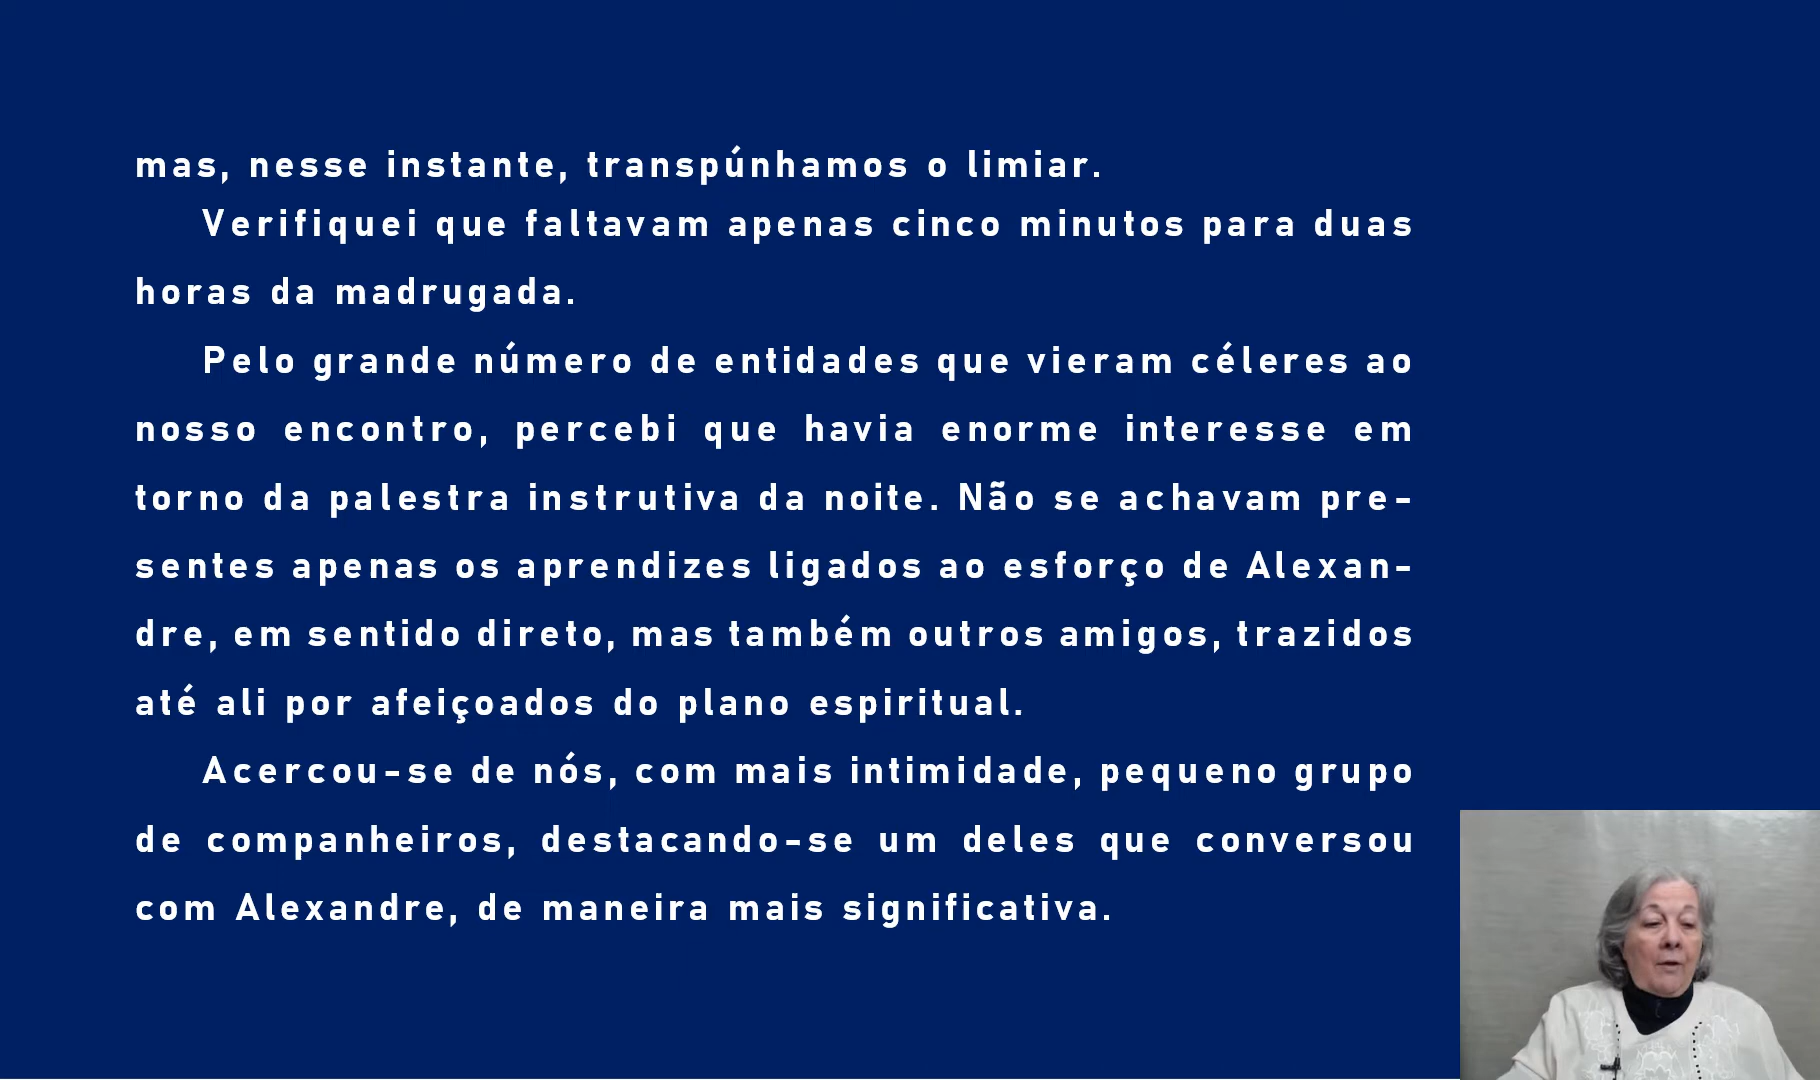 mas, nesse instante, transpúnhamos o limiar.
Verifiquei que faltavam apenas cinco minutos para duas
horas da madrugada.
Pelo grande número de entidades que vieram céleres ao
nosso encontro, percebi que havia enorme interesse em
torno da palestra instrutiva da noite. Não se achavam pre-
sentes apenas os aprendizes ligados ao esforço de Alexan-
dre, em sentido direto, mas também outros amigos, trazidos
até ali por afeiçoados do plano espiritual.
Acercou-se de nós, com mais intimidade, pequeno grupo
de companheiros, destacando-se um deles que conversou
com Alexandre, de maneira mais significativa.